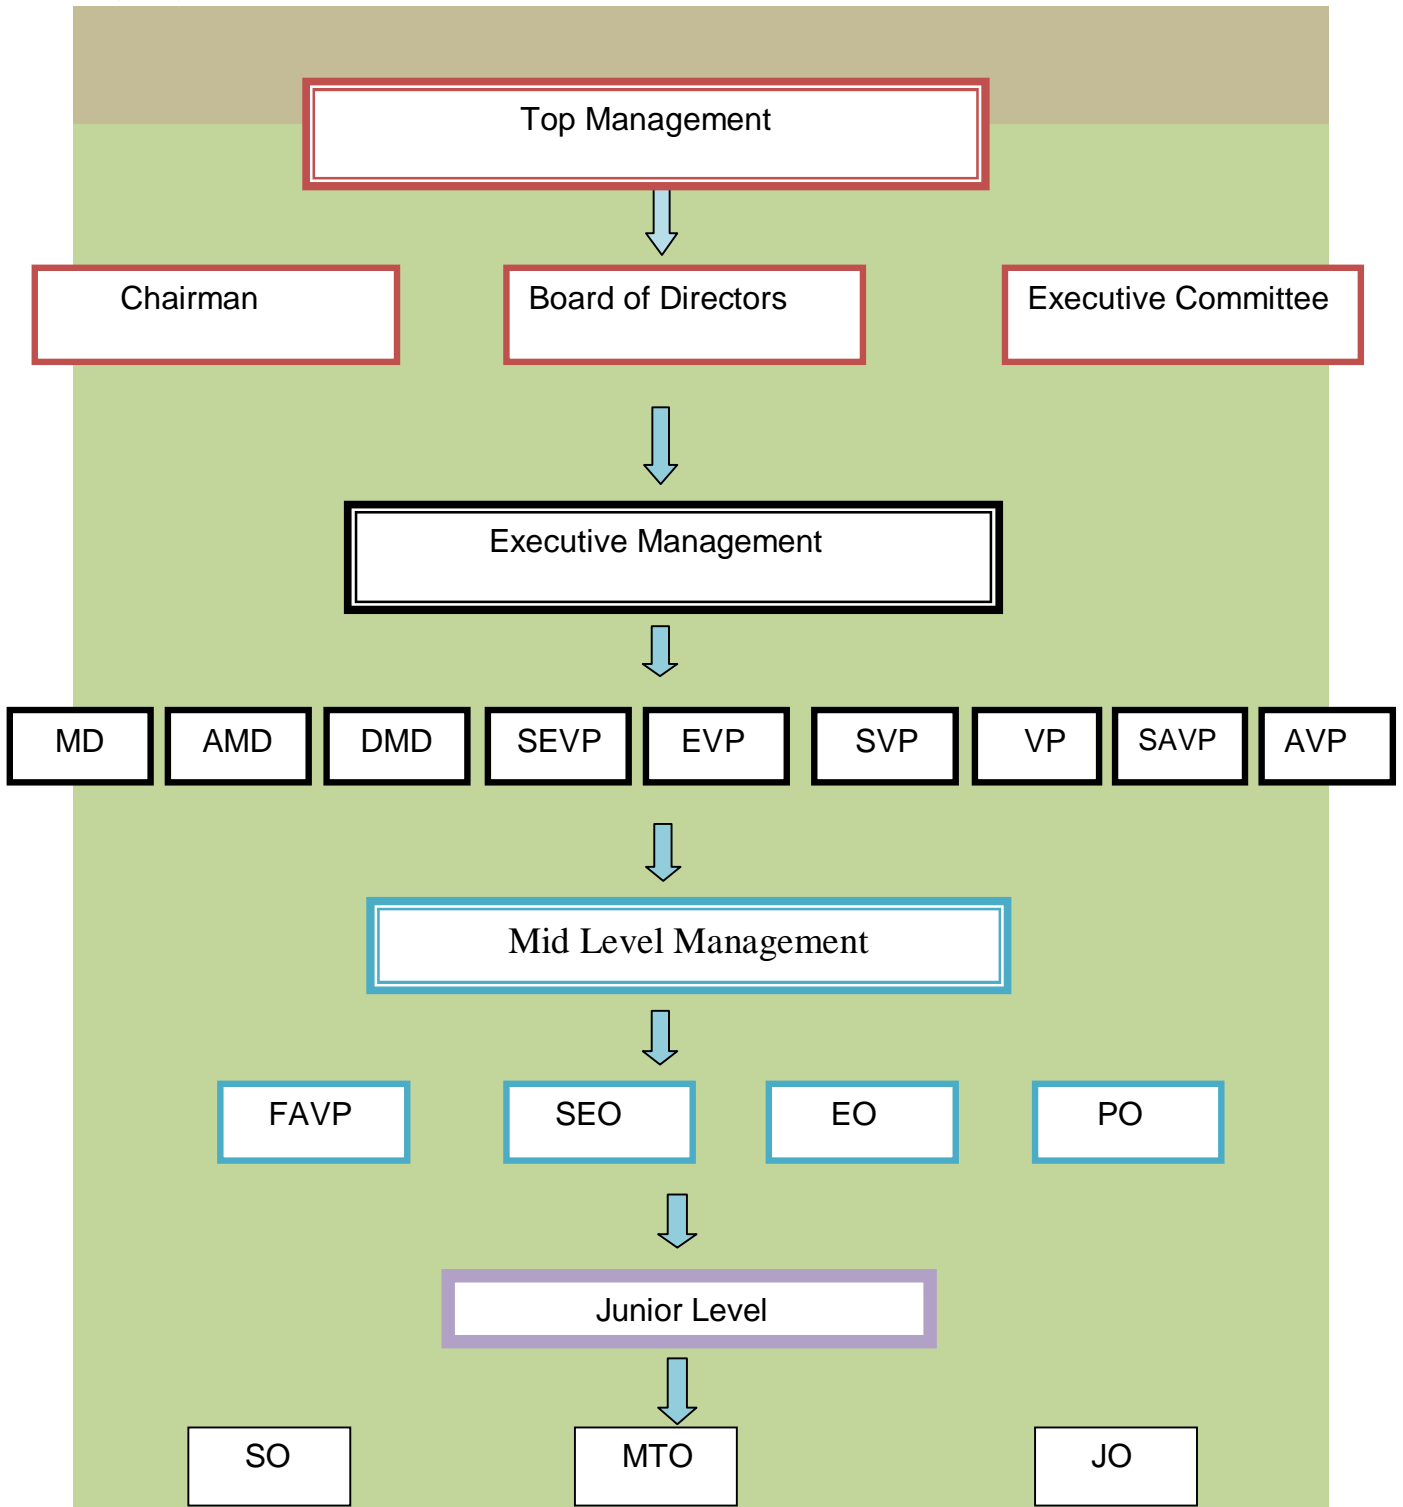 Top Management
Chairman
Board of Directors
Executive Committee
Executive Management
MD
AMD
DMD
SEVP
EVP
SVP
VP
SAVP
AVP
Mid Level Management
FAVP
SEO
EO
PO
Junior Level
SO
MTO
JO